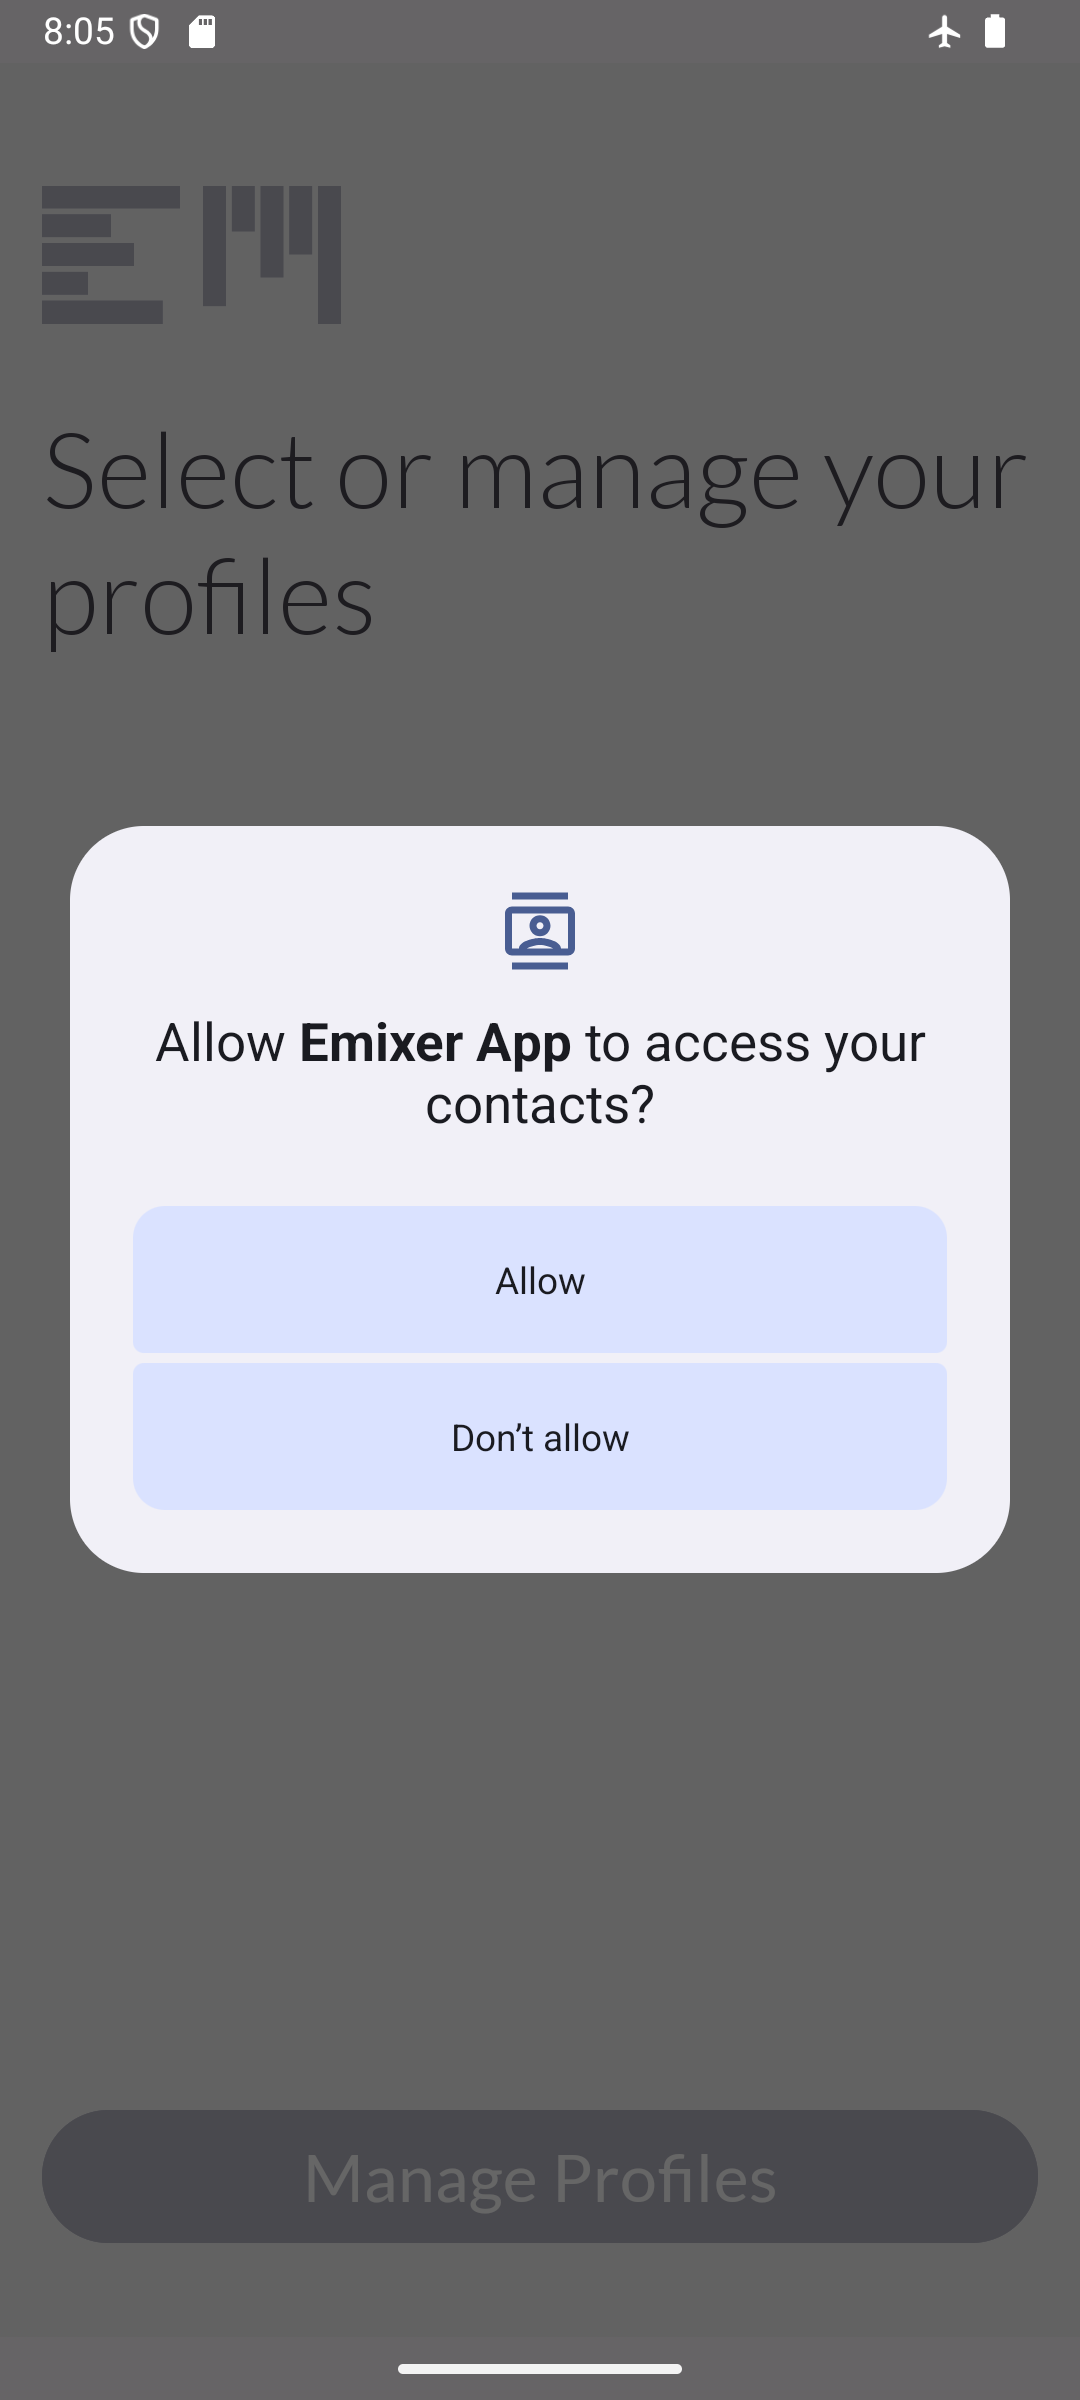 8:05
EM
Select or manage your
profiles
Allow Emixer App to access your
contacts?
Allow
Don’t allow
Manage Profiles